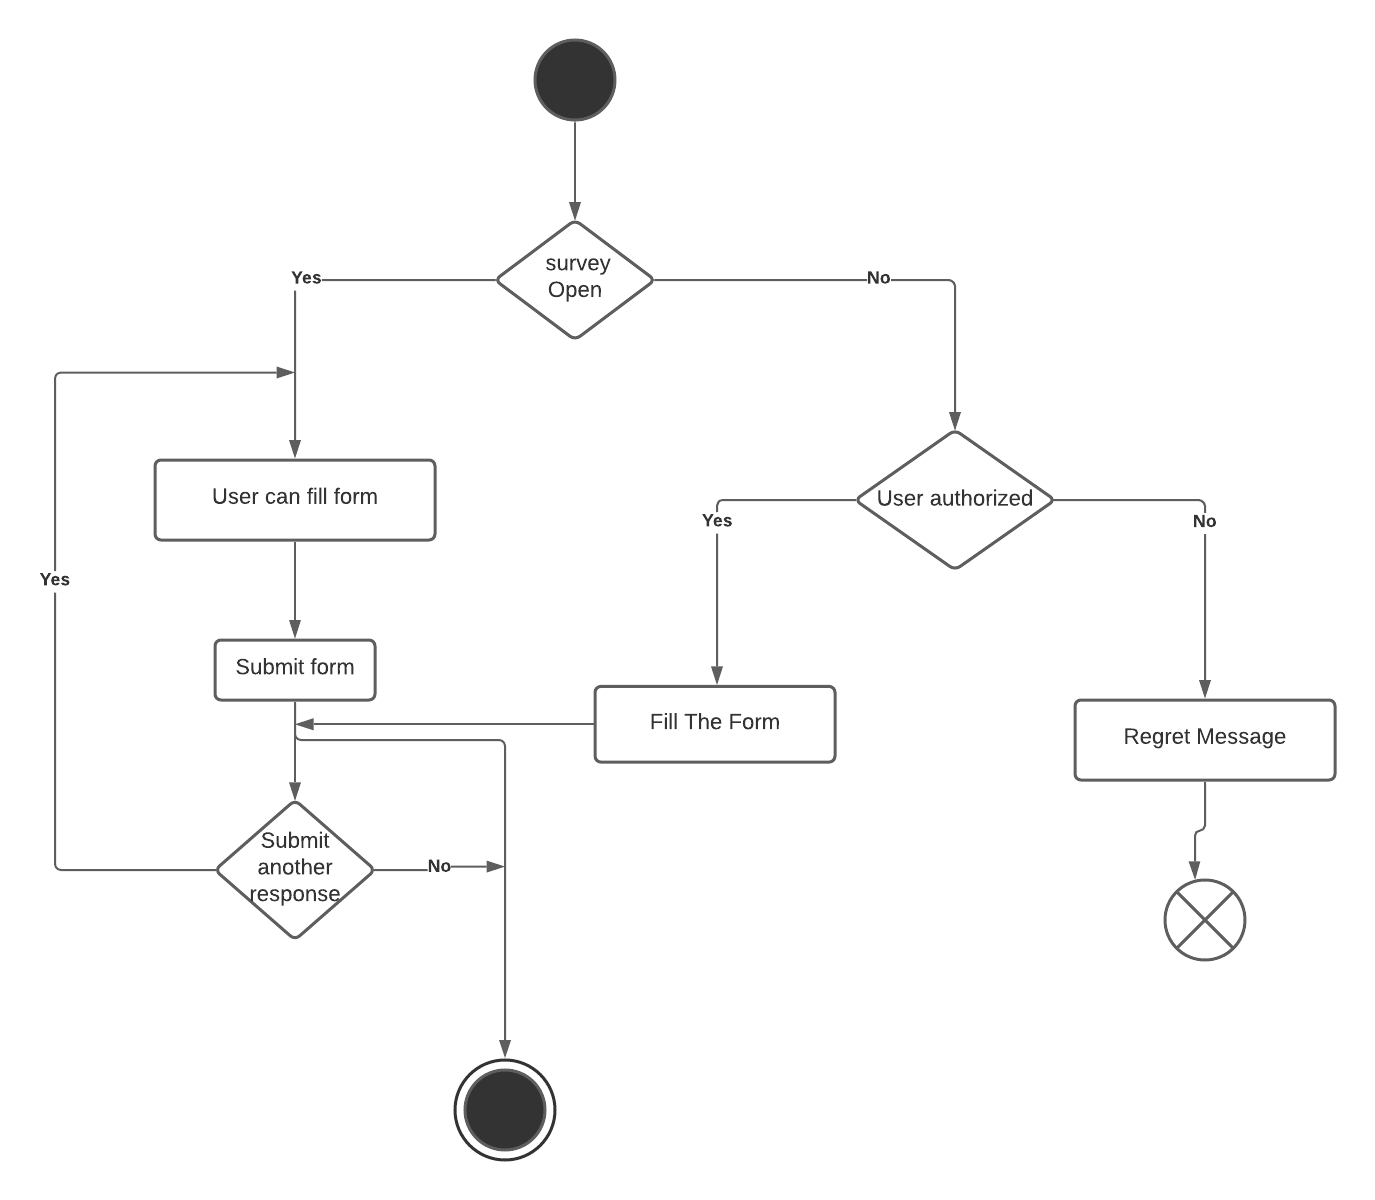 survey
Open
Yes
No
User can fill form
User authorized
Yes
No
Yes
Submit form
Fill The Form
Regret Message
Submit
another
response
No